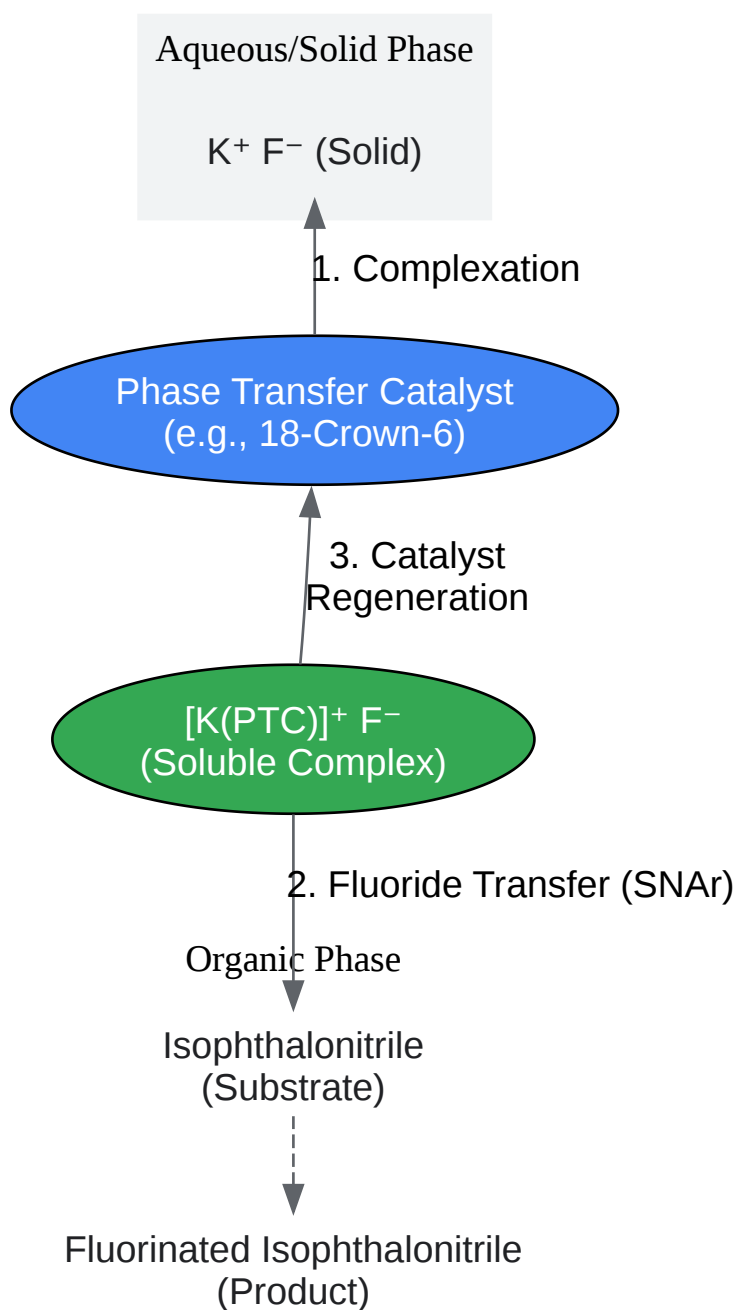 Aqueous/Solid Phase
K⁺ F⁻ (Solid)
1. Complexation
Phase Transfer Catalyst
(e.g., 18-Crown-6)
3. Catalyst
Regeneration
[K(PTC)]⁺ F⁻
(Soluble Complex)
2. Fluoride Transfer (SNAr)
Organic Phase
Isophthalonitrile
(Substrate)
Fluorinated Isophthalonitrile
(Product)